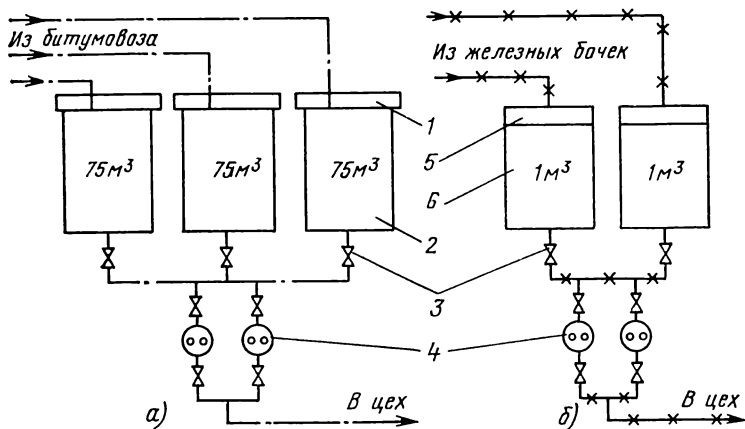 Из битумовоза
Из железных бочек
1
5
75м³
75м³
75м³
6
1м³
1м³
2
3
4
а)
В цех
б)
В цех